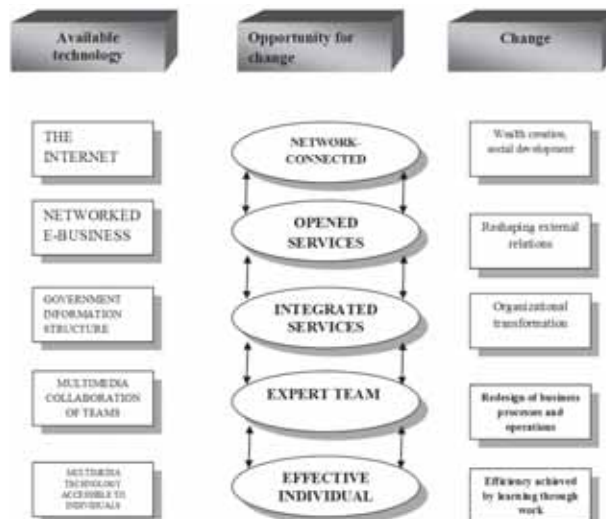 Available
technology
Opportunity for
change
Change
THE
INTERNET
NETWORK-
CONNECTED
Wealth creation,
social development
NETWORKED
E-BUSINESS
OPENED
SERVICES
Reshaping external
relations
GOVERNMENT
INFORMATION
STRUCTURE
INTEGRATED
SERVICES
Organizational
transformation
MULTIMEDIA
COLLABORATION
OF TEAMS
EXPERT TEAM
Redesign of business
processes and
operations
MULTIMEDIA
TECHNOLOGY
ACCESSIBLE TO
INDIVIDUALS
EFFECTIVE
INDIVIDUAL
Efficiency achieved
by learning through
work